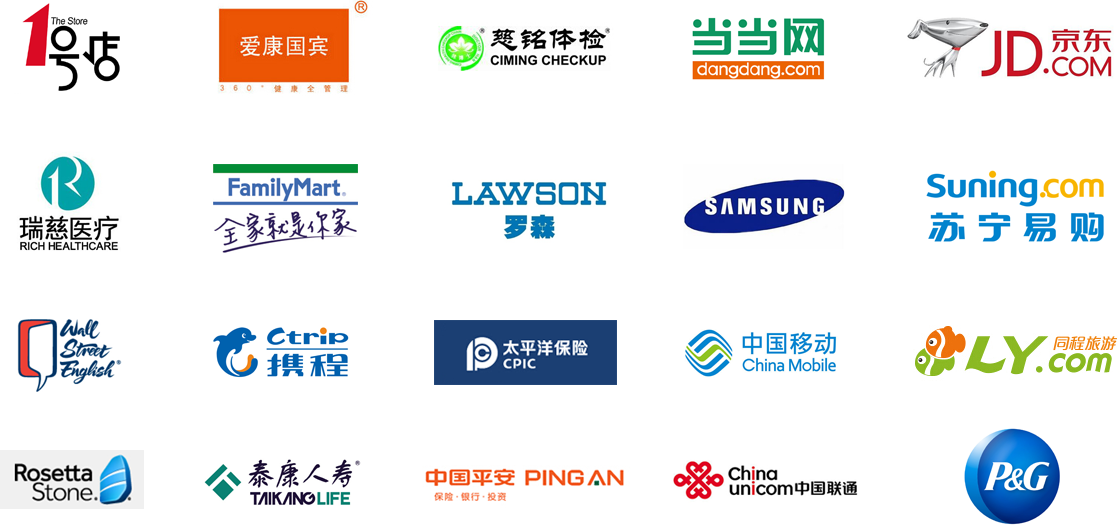 The Store
1号店
爱康国宾
®
360°健康全管理
慈铭体检®
CIMING CHECKUP
当当网
dangdang.com
JD.京东
.COM
瑞慈医疗
RICH HEALTHCARE
FamilyMart®
全家就是你家
LAWSON
罗森
SAMSUNG
Suning.com
苏宁易购
Wall
Street
English®
Ctrip
携程
太平洋保险
CPIC
中国移动
China Mobile
LY.com
同程旅游
Rosetta
Stone.
泰康人寿®
TAIKANG LIFE
中国平安 PING AN
保险·银行·投资
China
unicom中国联通
P&G